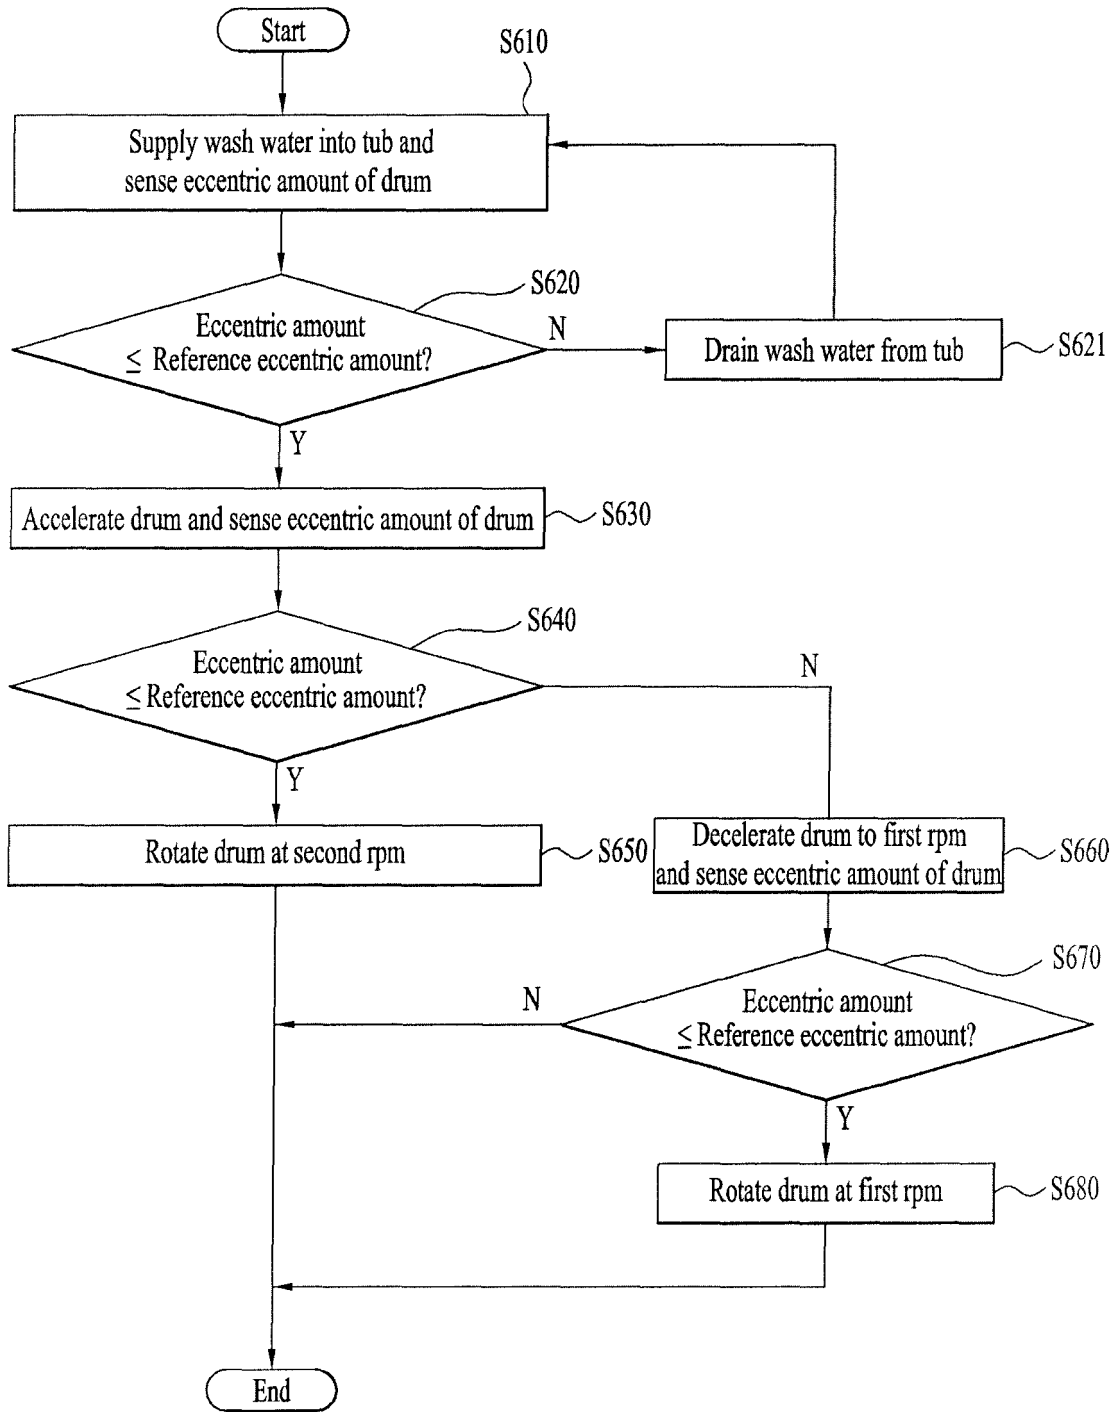 Start
S610
Supply wash water into tub and
sense eccentric amount of drum
S620
Eccentric amount
≤ Reference eccentric amount?
N
Drain wash water from tub
S621
Y
Accelerate drum and sense eccentric amount of drum
S630
S640
Eccentric amount
≤ Reference eccentric amount?
N
Y
Rotate drum at second rpm
S650
Decelerate drum to first rpm
and sense eccentric amount of drum
S660
S670
Eccentric amount
≤ Reference eccentric amount?
N
Y
Rotate drum at first rpm
S680
End